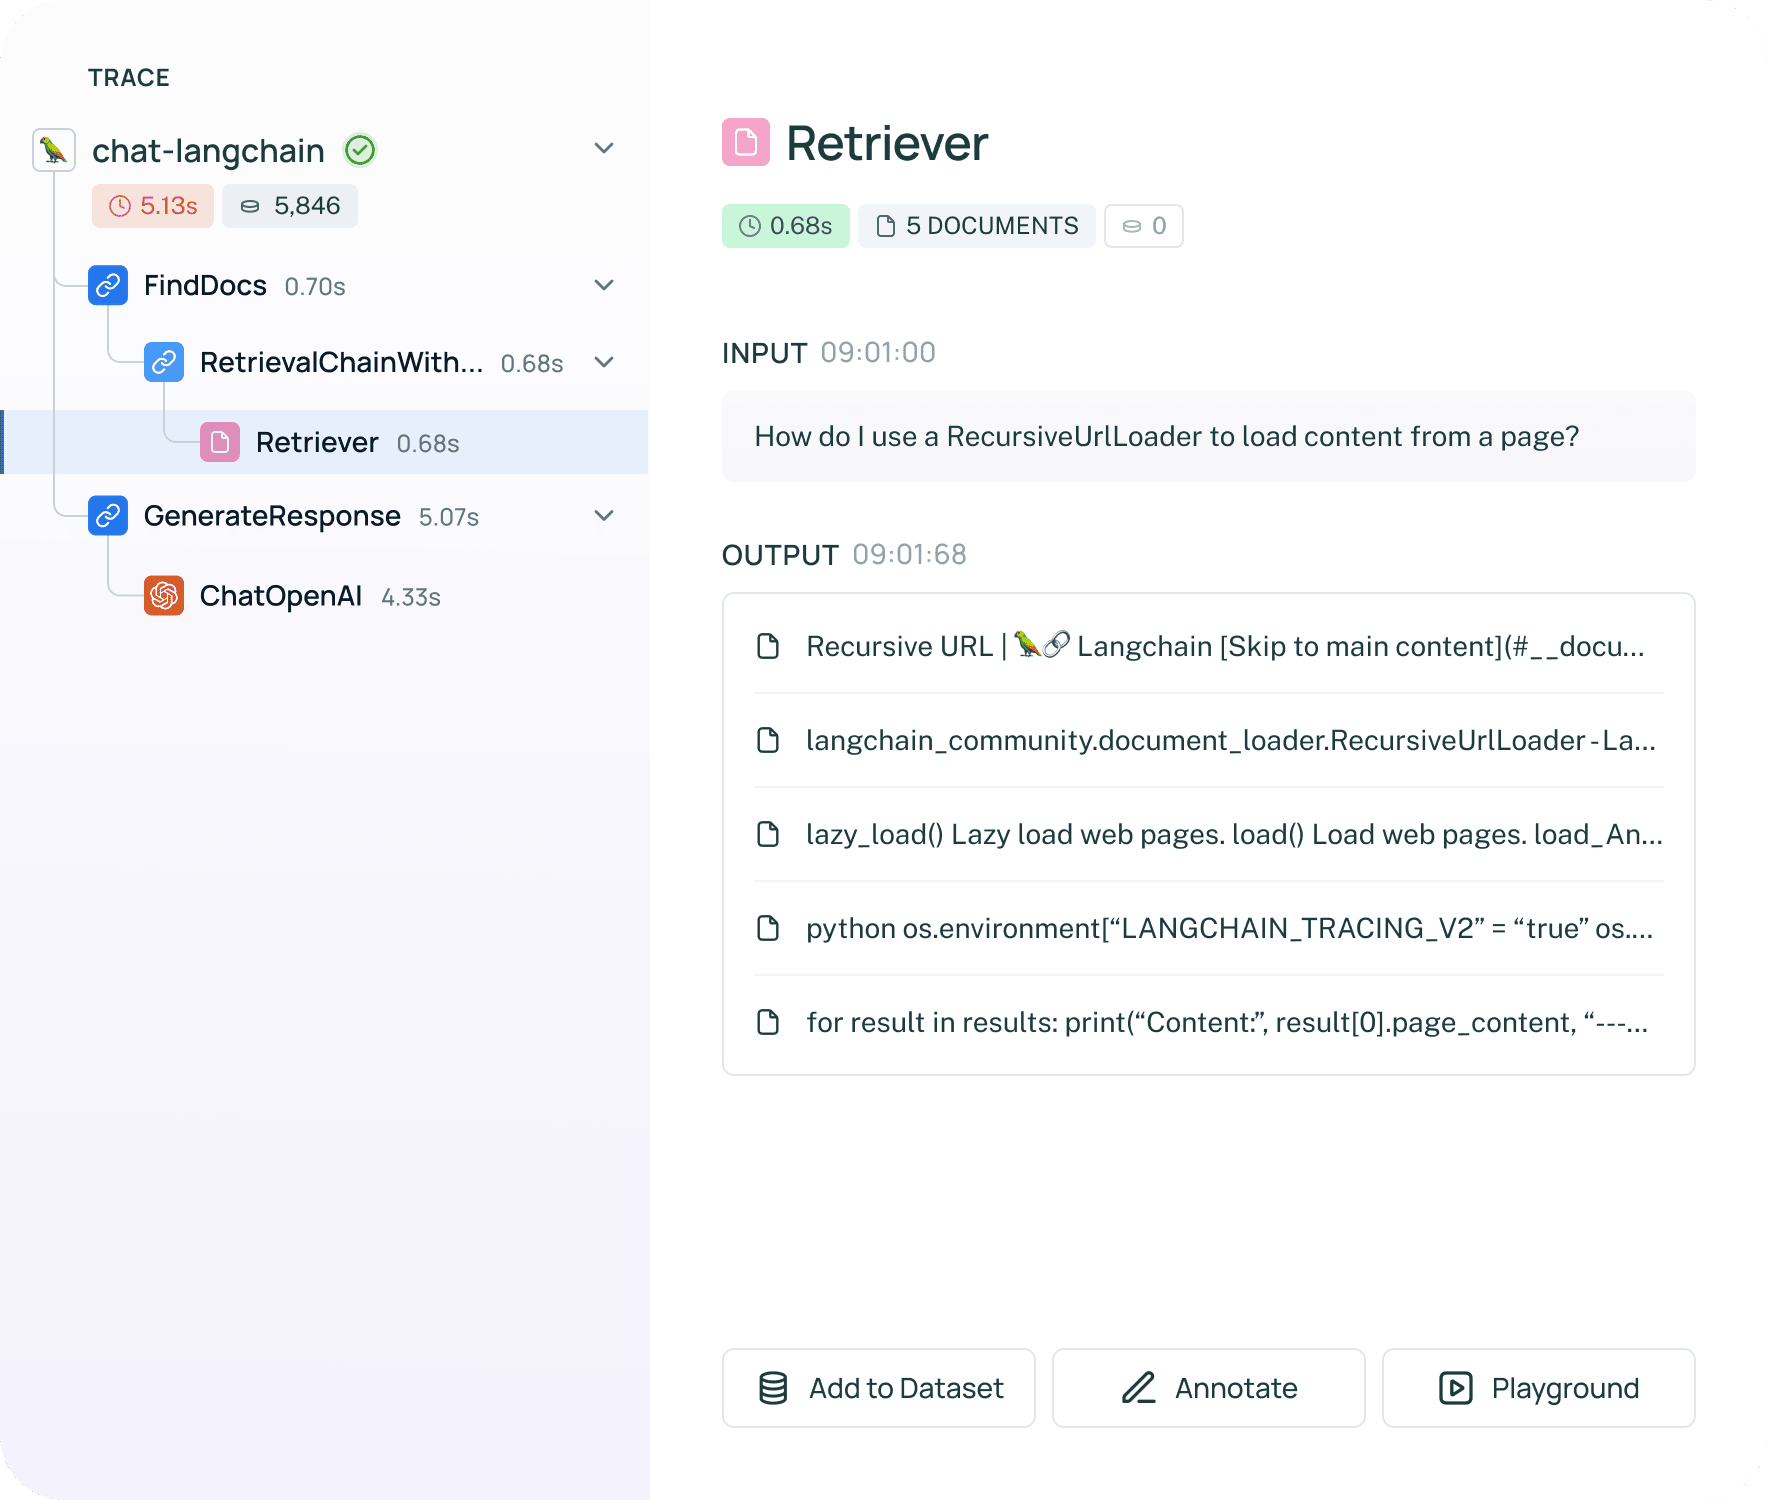 TRACE
chat-langchain
5.13s 5,846
FindDocs 0.70s
RetrievalChainWith... 0.68s
Retriever 0.68s
GenerateResponse 5.07s
ChatOpenAI 4.33s
Retriever
0.68s 5 DOCUMENTS 0
INPUT 09:01:00
How do I use a RecursiveUrlLoader to load content from a page?
OUTPUT 09:01:68
Recursive URL | 🦜🔗 Langchain [Skip to main content](#__docu...
langchain_community.document_loader.RecursiveUrlLoader - La...
lazy_load() Lazy load web pages. load() Load web pages. load_An...
python os.environment[“LANGCHAIN_TRACING_V2” = “true” os....
for result in results: print(“Content:”, result[0].page_content, “---...
Add to Dataset Annotate Playground